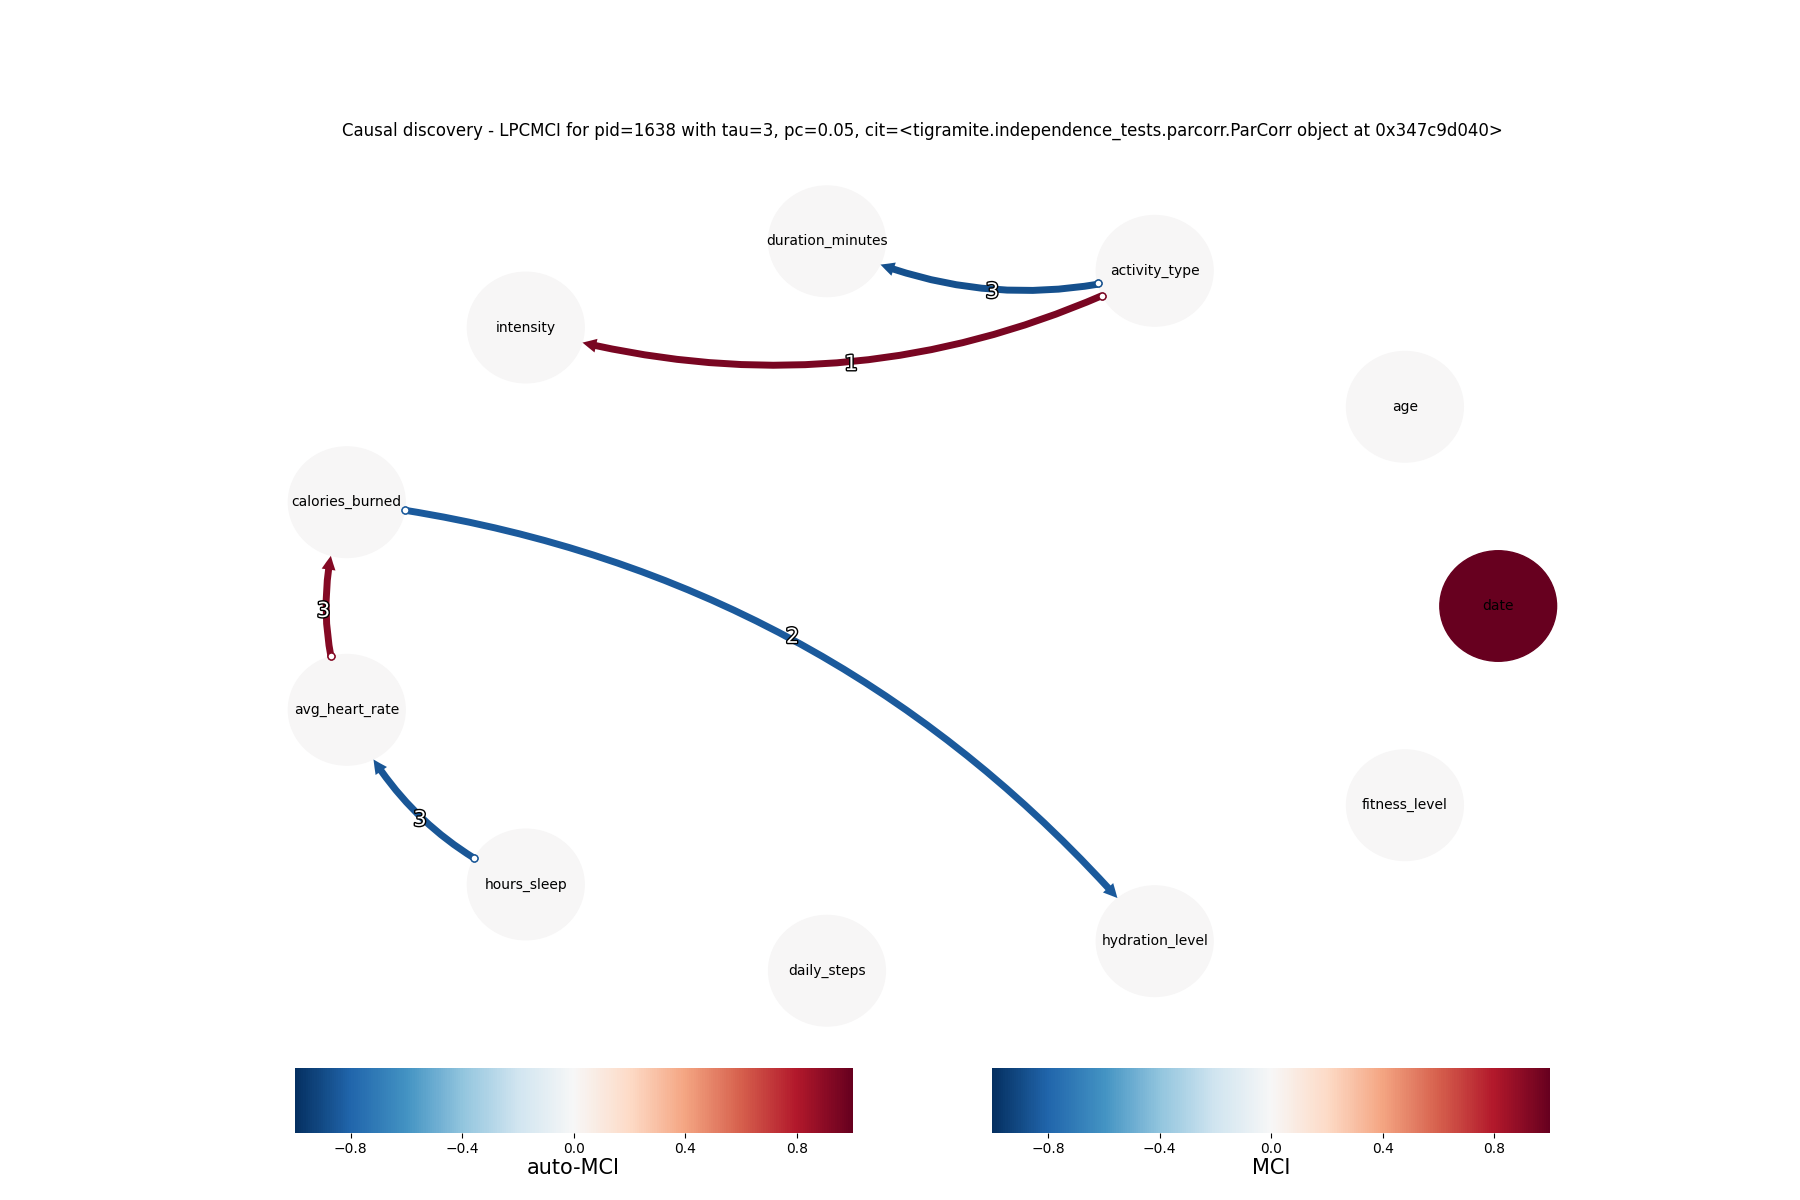 Causal discovery - LPCMCI for pid=1638 with tau=3, pc=0.05, cit=<tigramite.independence_tests.parcorr.ParCorr object at 0x347c9d040>
duration_minutes
activity_type
3
intensity
1
age
calories_burned
date
3
2
avg_heart_rate
fitness_level
3
hours_sleep
hydration_level
daily_steps
−0.8 −0.4 0.0 0.4 0.8
auto-MCI
−0.8 −0.4 0.0 0.4 0.8
MCI